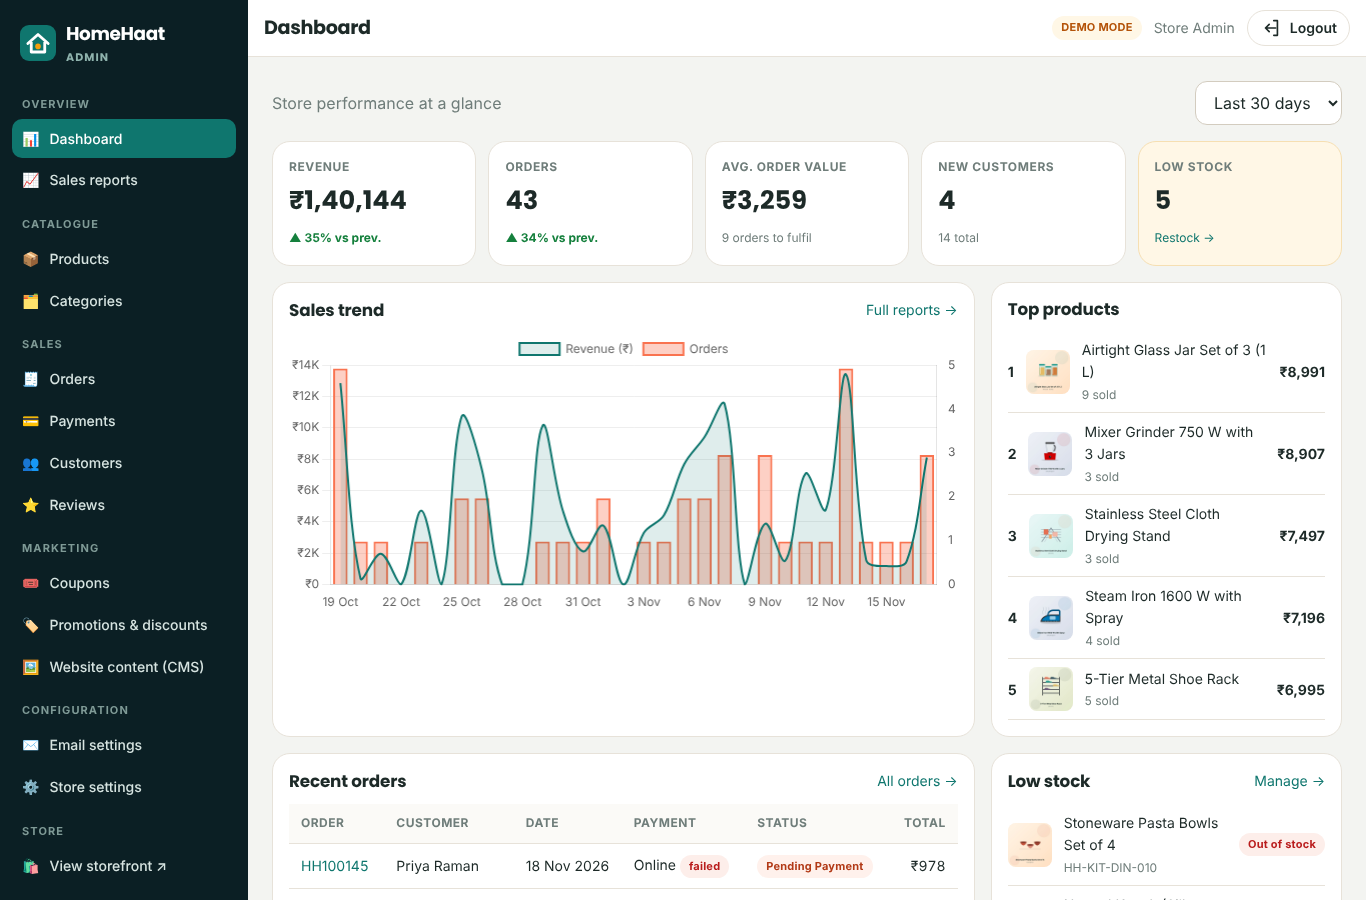 HomeHaat
ADMIN
OVERVIEW
Dashboard
Sales reports
CATALOGUE
Products
Categories
SALES
Orders
Payments
Customers
Reviews
MARKETING
Coupons
Promotions & discounts
Website content (CMS)
CONFIGURATION
Email settings
Store settings
STORE
View storefront ↗
Dashboard
DEMO MODE
Store Admin
Logout
Store performance at a glance
Last 30 days
REVENUE
₹1,40,144
▲ 35% vs prev.
ORDERS
43
▲ 34% vs prev.
AVG. ORDER VALUE
₹3,259
9 orders to fulfil
NEW CUSTOMERS
4
14 total
LOW STOCK
5
Restock →
Sales trend
Full reports →
Revenue (₹) Orders
₹14K
₹12K
₹10K
₹8K
₹6K
₹4K
₹2K
₹0
5
4
3
2
1
0
19 Oct 22 Oct 25 Oct 28 Oct 31 Oct 3 Nov 6 Nov 9 Nov 12 Nov 15 Nov
Top products
1
Airtight Glass Jar Set of 3 (1
L)
9 sold
₹8,991
2
Mixer Grinder 750 W with
3 Jars
3 sold
₹8,907
3
Stainless Steel Cloth
Drying Stand
3 sold
₹7,497
4
Steam Iron 1600 W with
Spray
4 sold
₹7,196
5
5-Tier Metal Shoe Rack
5 sold
₹6,995
Recent orders
All orders →
ORDER CUSTOMER DATE PAYMENT STATUS TOTAL
HH100145 Priya Raman 18 Nov 2026 Online failed Pending Payment ₹978
Low stock
Manage →
Stoneware Pasta Bowls
Set of 4
HH-KIT-DIN-010
Out of stock